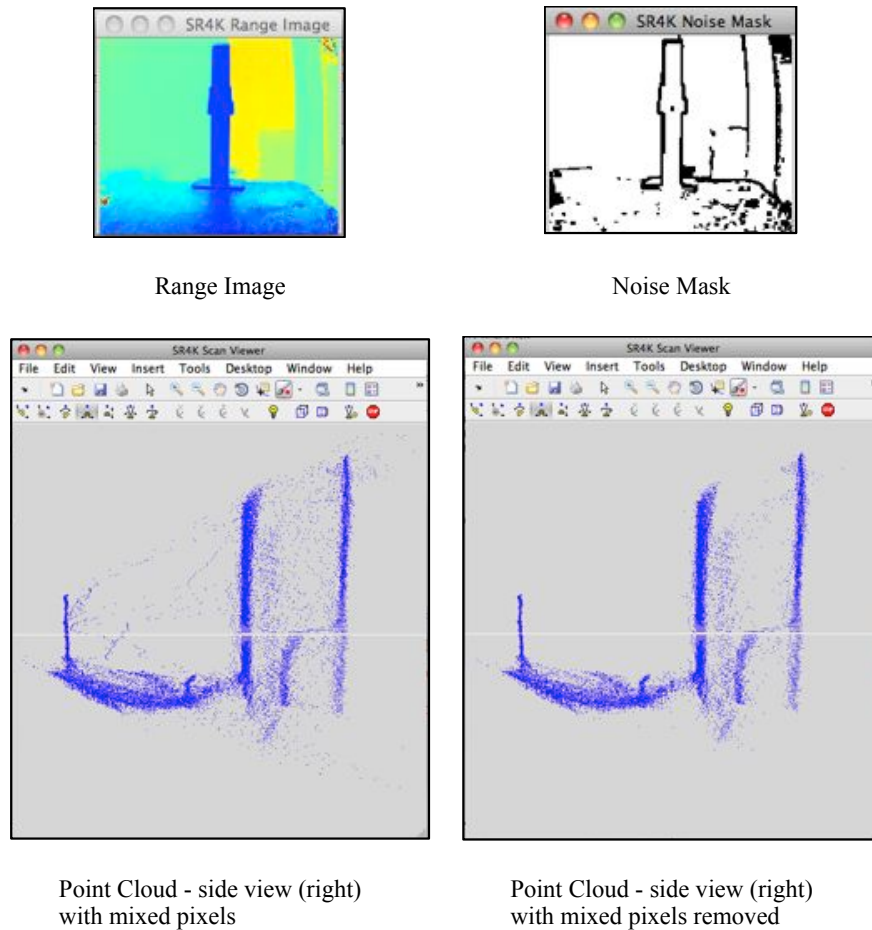 SR4K Range Image
SR4K Noise Mask
Range Image
Noise Mask
SR4K Scan Viewer
File Edit View Insert Tools Desktop Window Help
SR4K Scan Viewer
File Edit View Insert Tools Desktop Window Help
Point Cloud - side view (right)
with mixed pixels
Point Cloud - side view (right)
with mixed pixels removed